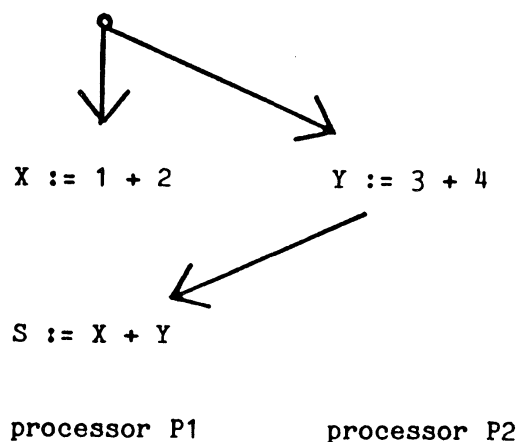 X := 1 + 2 Y := 3 + 4
S := X + Y
processor P1 processor P2